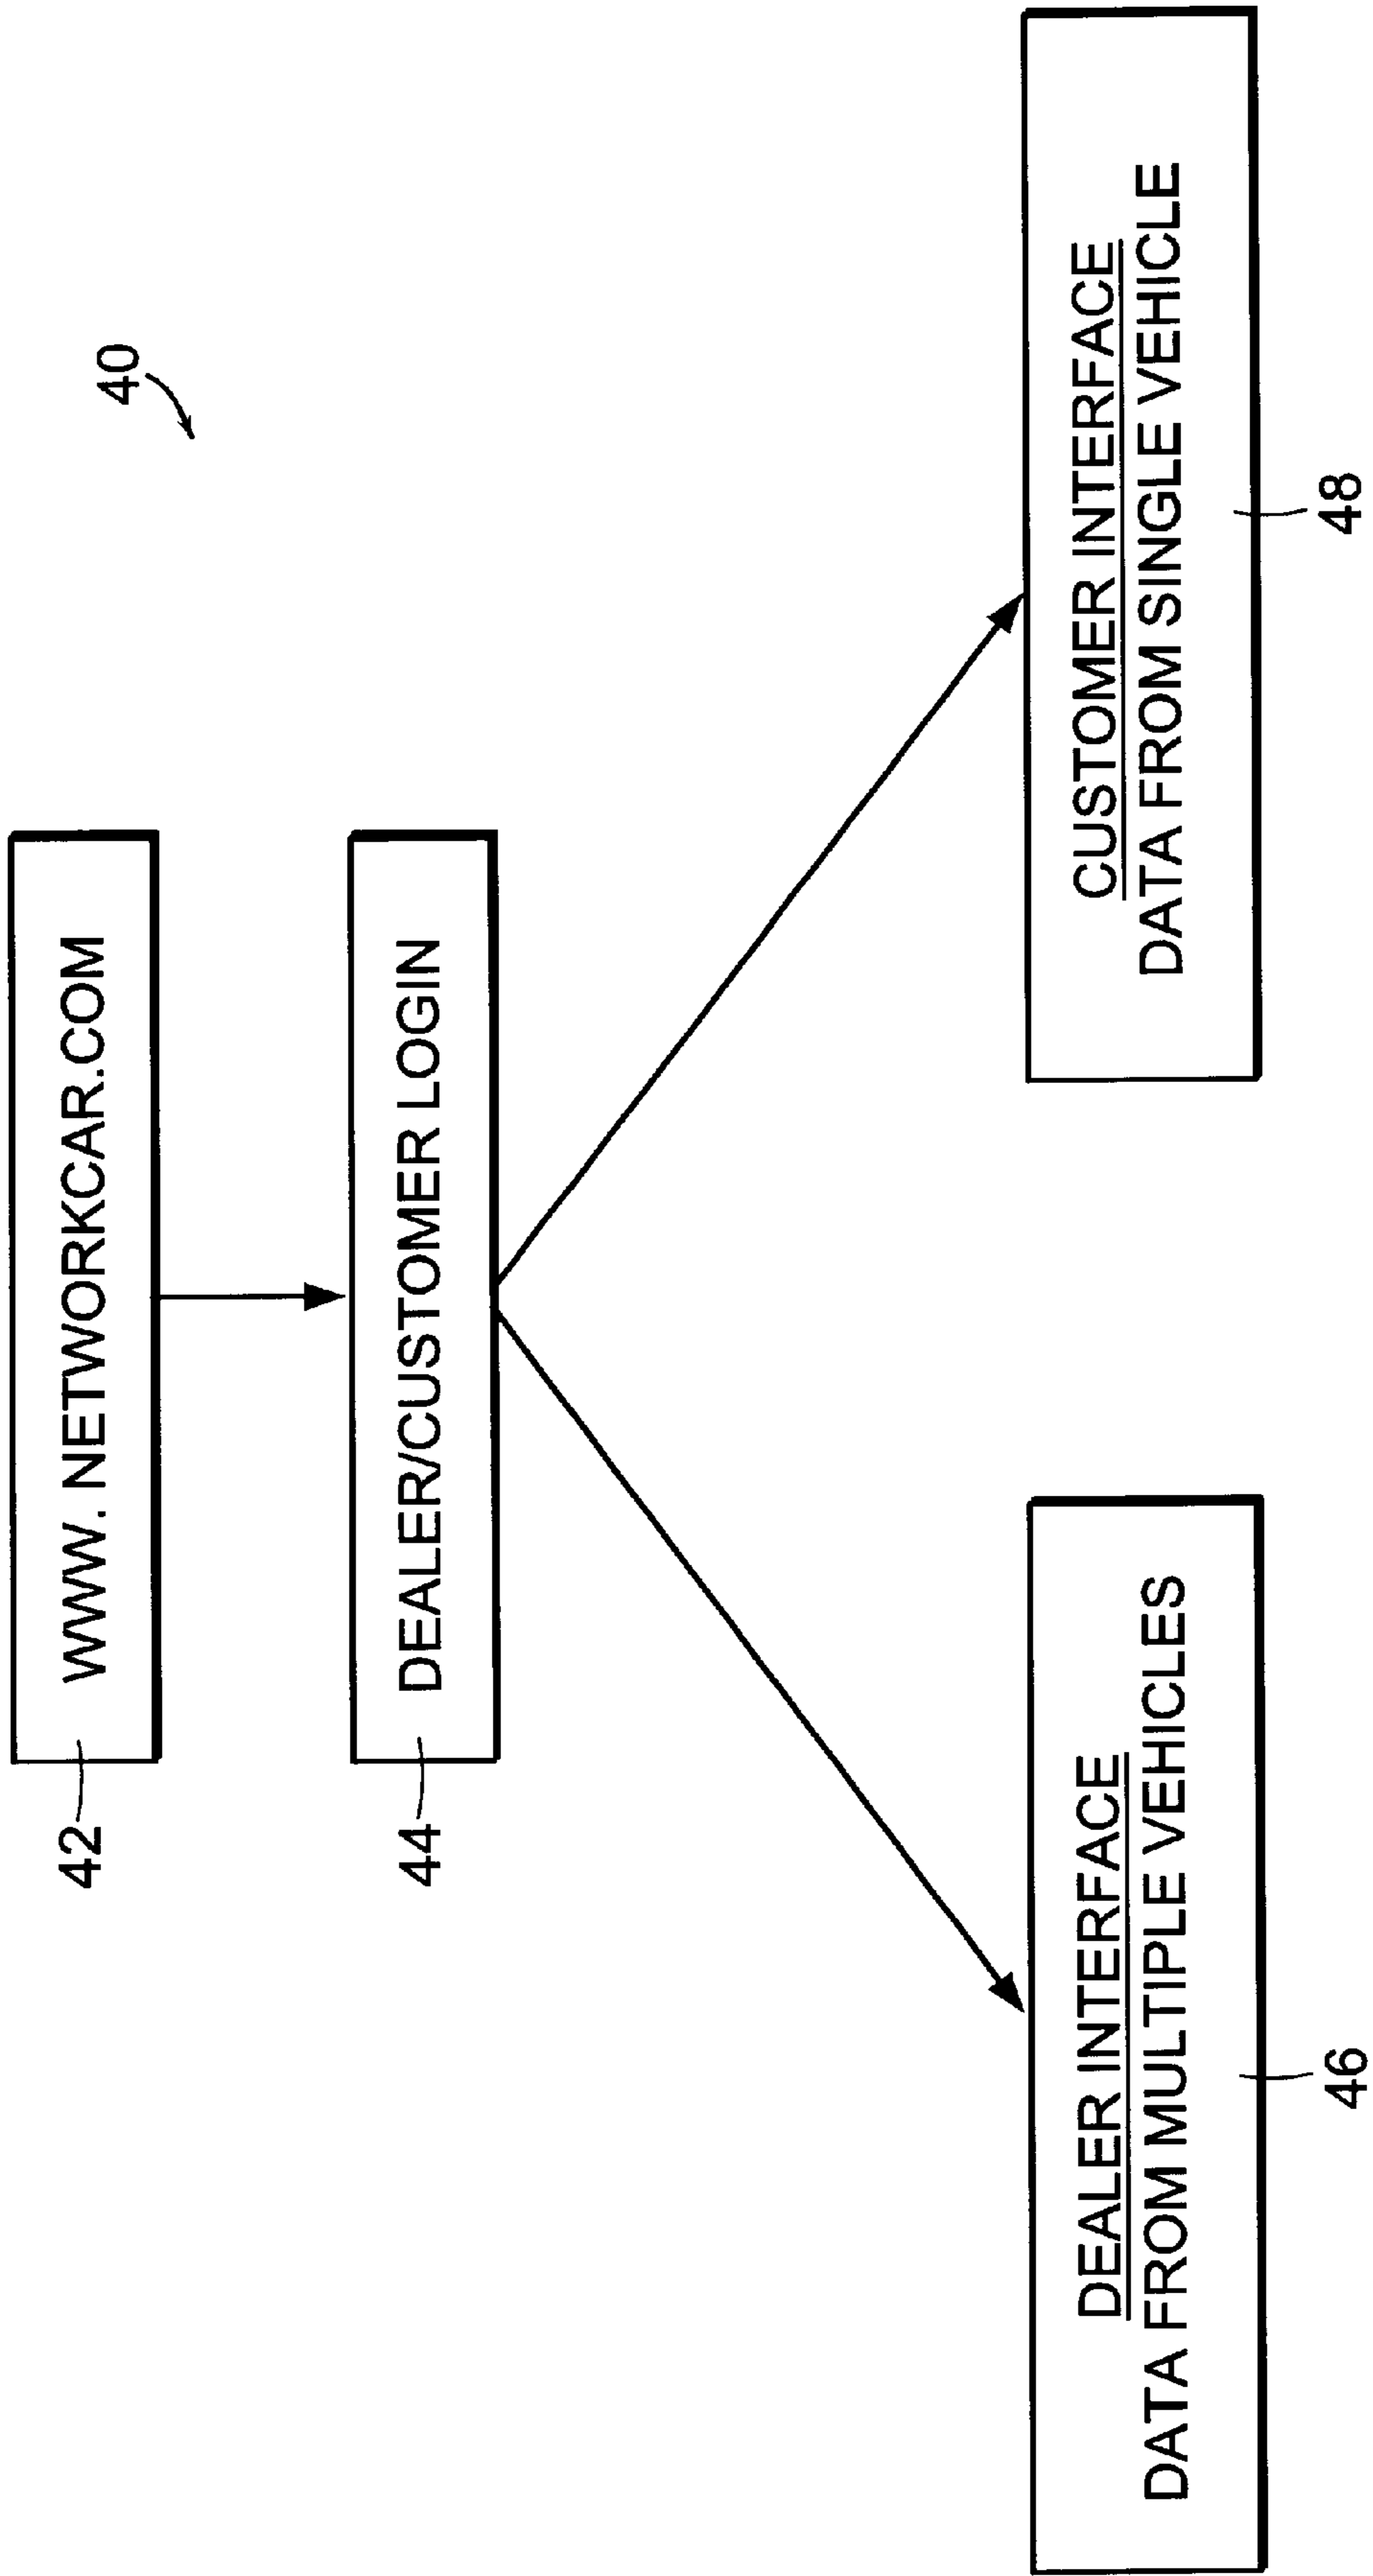 40
42
WWW. NETWORKCAR.COM
44
DEALER/CUSTOMER LOGIN
DEALER INTERFACE
DATA FROM MULTIPLE VEHICLES
46
CUSTOMER INTERFACE
DATA FROM SINGLE VEHICLE
48